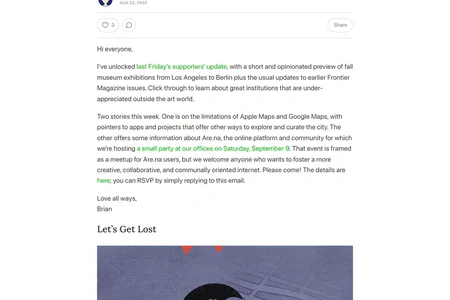 Aug 23, 2023
3
Share
Hi everyone,
I've unlocked last Friday's supporters' update, with a short and opinionated preview of fall
museum exhibitions from Los Angeles to Berlin plus the usual updates to earlier Frontier
Magazine issues. Click through to learn about great institutions that are under-
appreciated outside the art world.
Two stories this week. One is on the limitations of Apple Maps and Google Maps, with
pointers to apps and projects that offer other ways to explore and curate the city. The
other offers some information about Are.na, the online platform and community for which
we're hosting a small party at our offices on Saturday, September 9. That event is framed
as a meetup for Are.na users, but we welcome anyone who wants to foster a more
creative, collaborative, and communally oriented internet. Please come! The details are
here; you can RSVP by simply replying to this email.
Love all ways,
Brian
Let's Get Lost